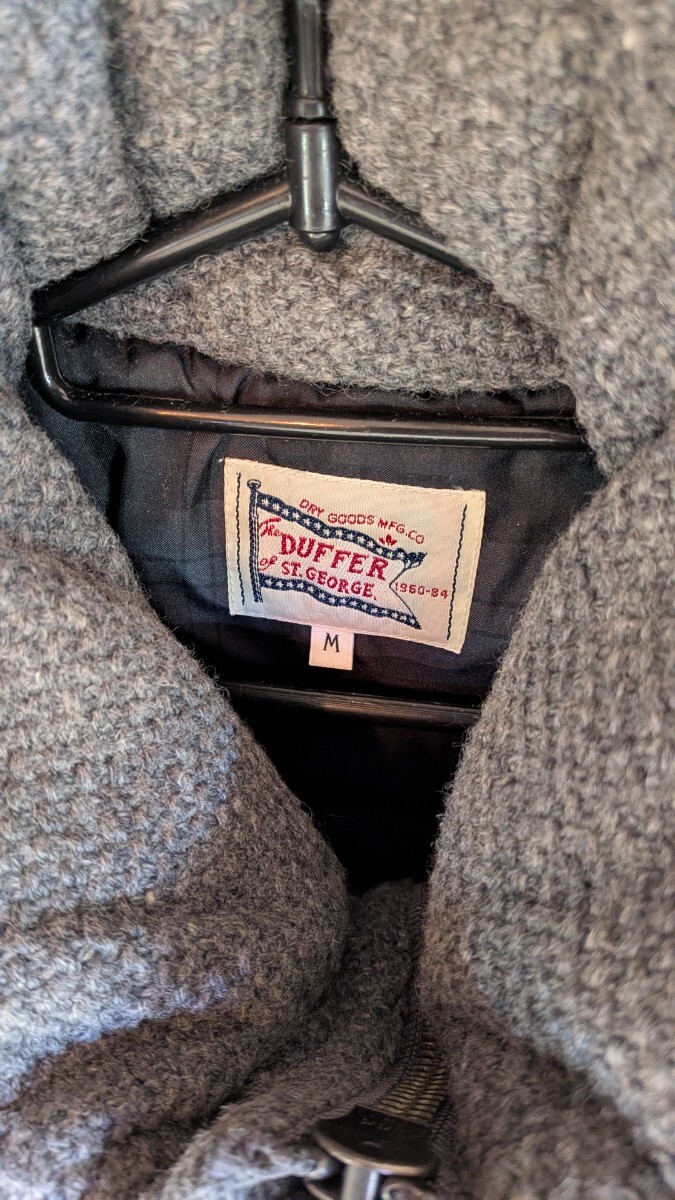 DRY GOODS MFG.CO
The
DUFFER
of ST. GEORGE.
1960-84
M